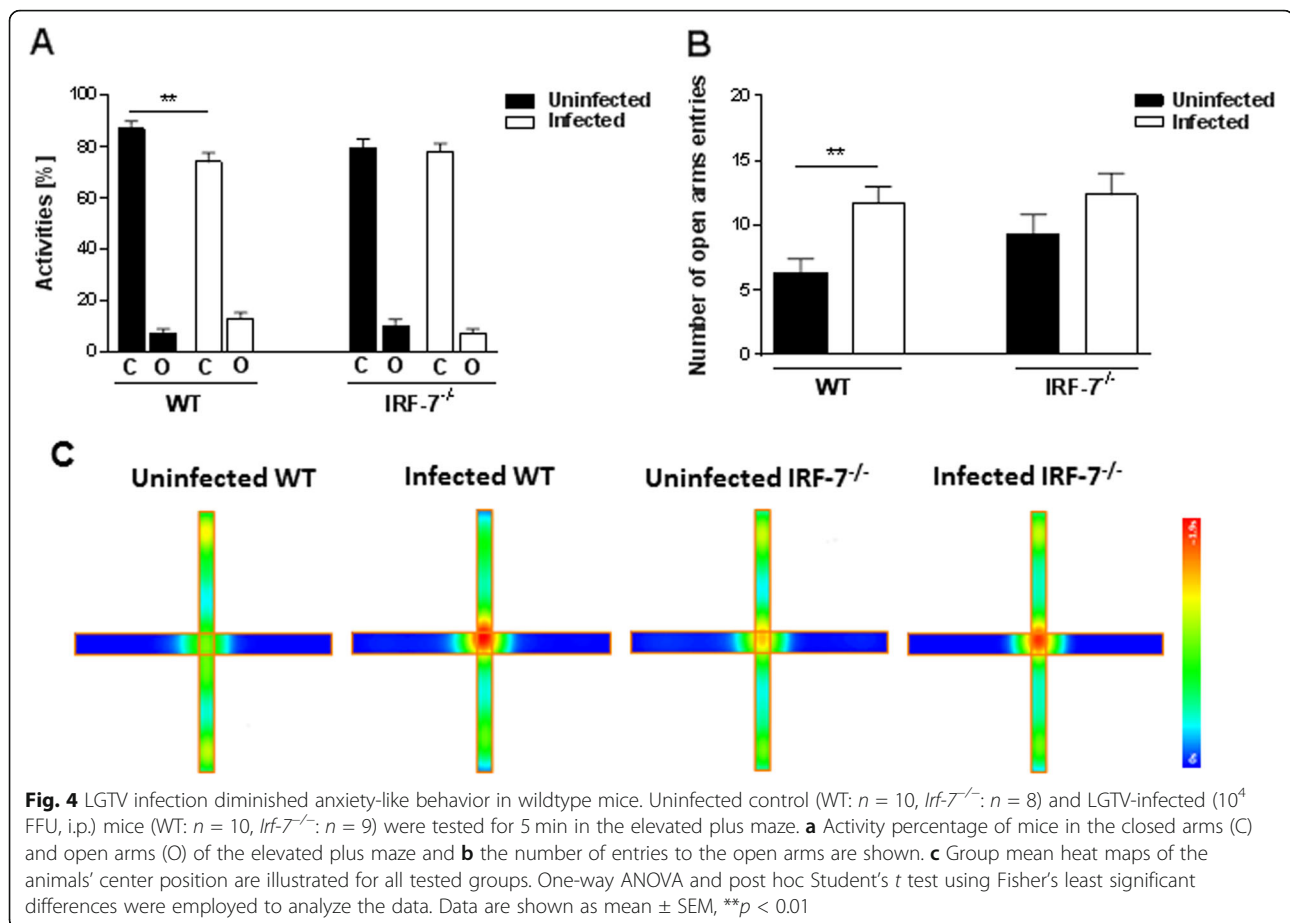 A
B
100
80
60
40
20
0
Activities [%]
**
Uninfected
Infected
C O C O C O C O
WT IRF-7-/-
20
15
10
5
0
Number of open arms entries
**
Uninfected
Infected
WT IRF-7-/-
C
Uninfected WT Infected WT Uninfected IRF-7-/- Infected IRF-7-/-
0s
Fig. 4 LGTV infection diminished anxiety-like behavior in wildtype mice. Uninfected control (WT: n = 10, Irf-7−/−: n = 8) and LGTV-infected (10⁴
FFU, i.p.) mice (WT: n = 10, Irf-7−/−: n = 9) were tested for 5 min in the elevated plus maze. a Activity percentage of mice in the closed arms (C)
and open arms (O) of the elevated plus maze and b the number of entries to the open arms are shown. c Group mean heat maps of the
animals’ center position are illustrated for all tested groups. One-way ANOVA and post hoc Student’s t test using Fisher’s least significant
differences were employed to analyze the data. Data are shown as mean ± SEM, **p < 0.01